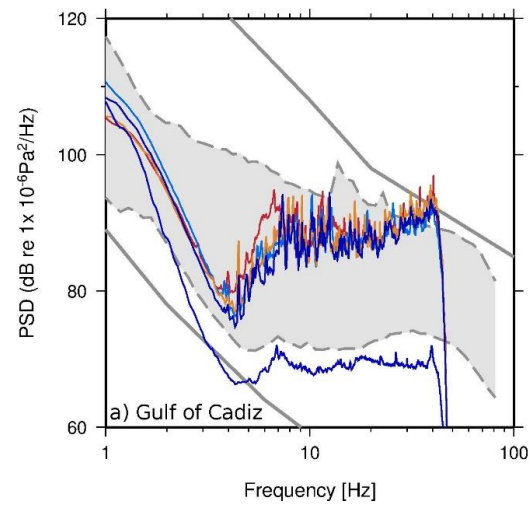 120
100
80
60
PSD (dB re 1x 10-6Pa2/Hz)
a) Gulf of Cadiz
1
10
100
Frequency [Hz]